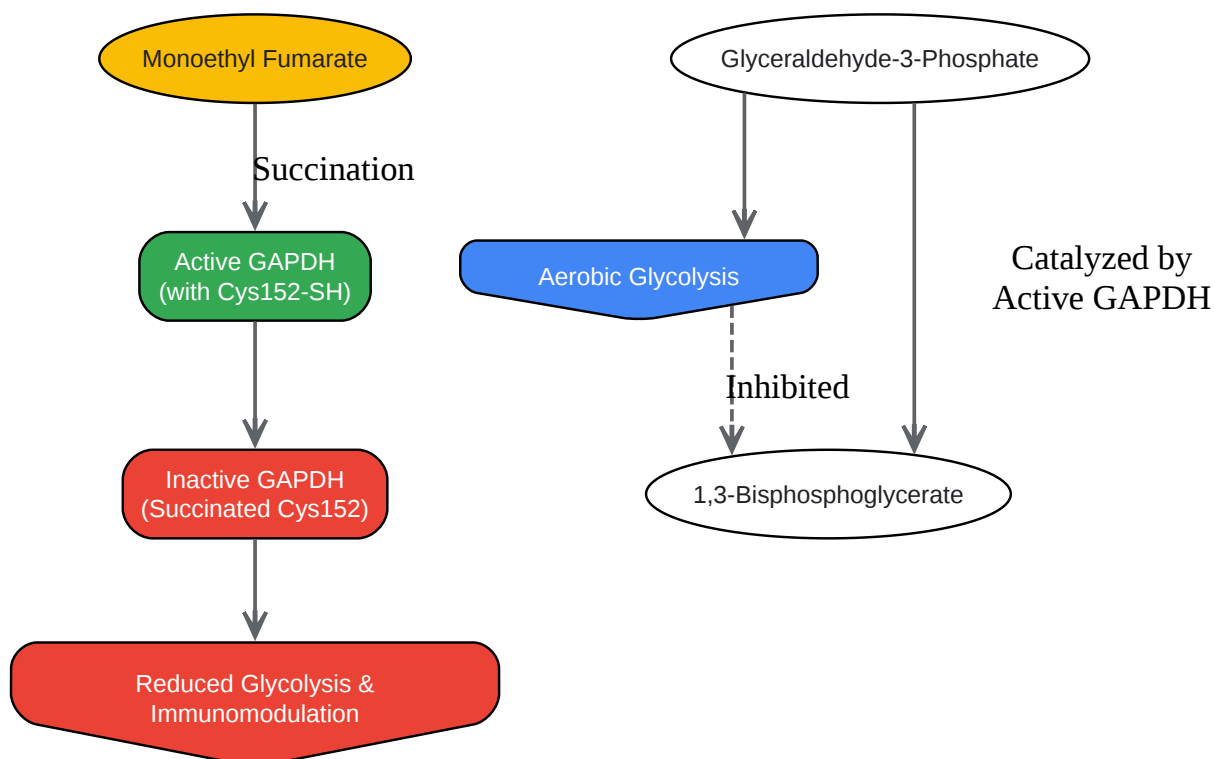 Monoethyl Fumarate
Glyceraldehyde-3-Phosphate
Succination
Active GAPDH
(with Cys152-SH)
Aerobic Glycolysis
Catalyzed by
Active GAPDH
Inhibited
Inactive GAPDH
(Succinated Cys152)
1,3-Bisphosphoglycerate
Reduced Glycolysis &
Immunomodulation